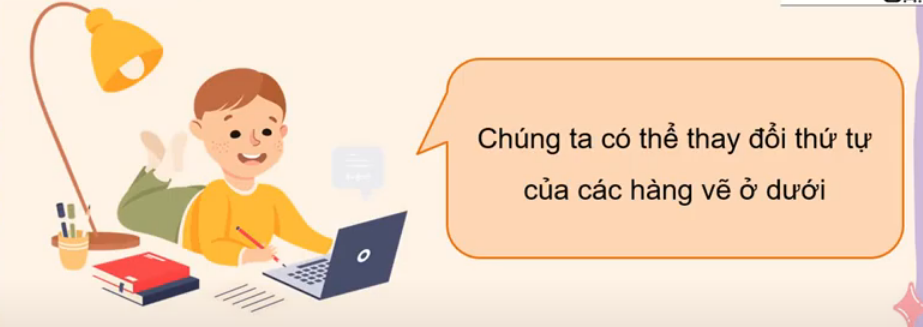 Chúng ta có thể thay đổi thứ tự
của các hàng vẽ ở dưới